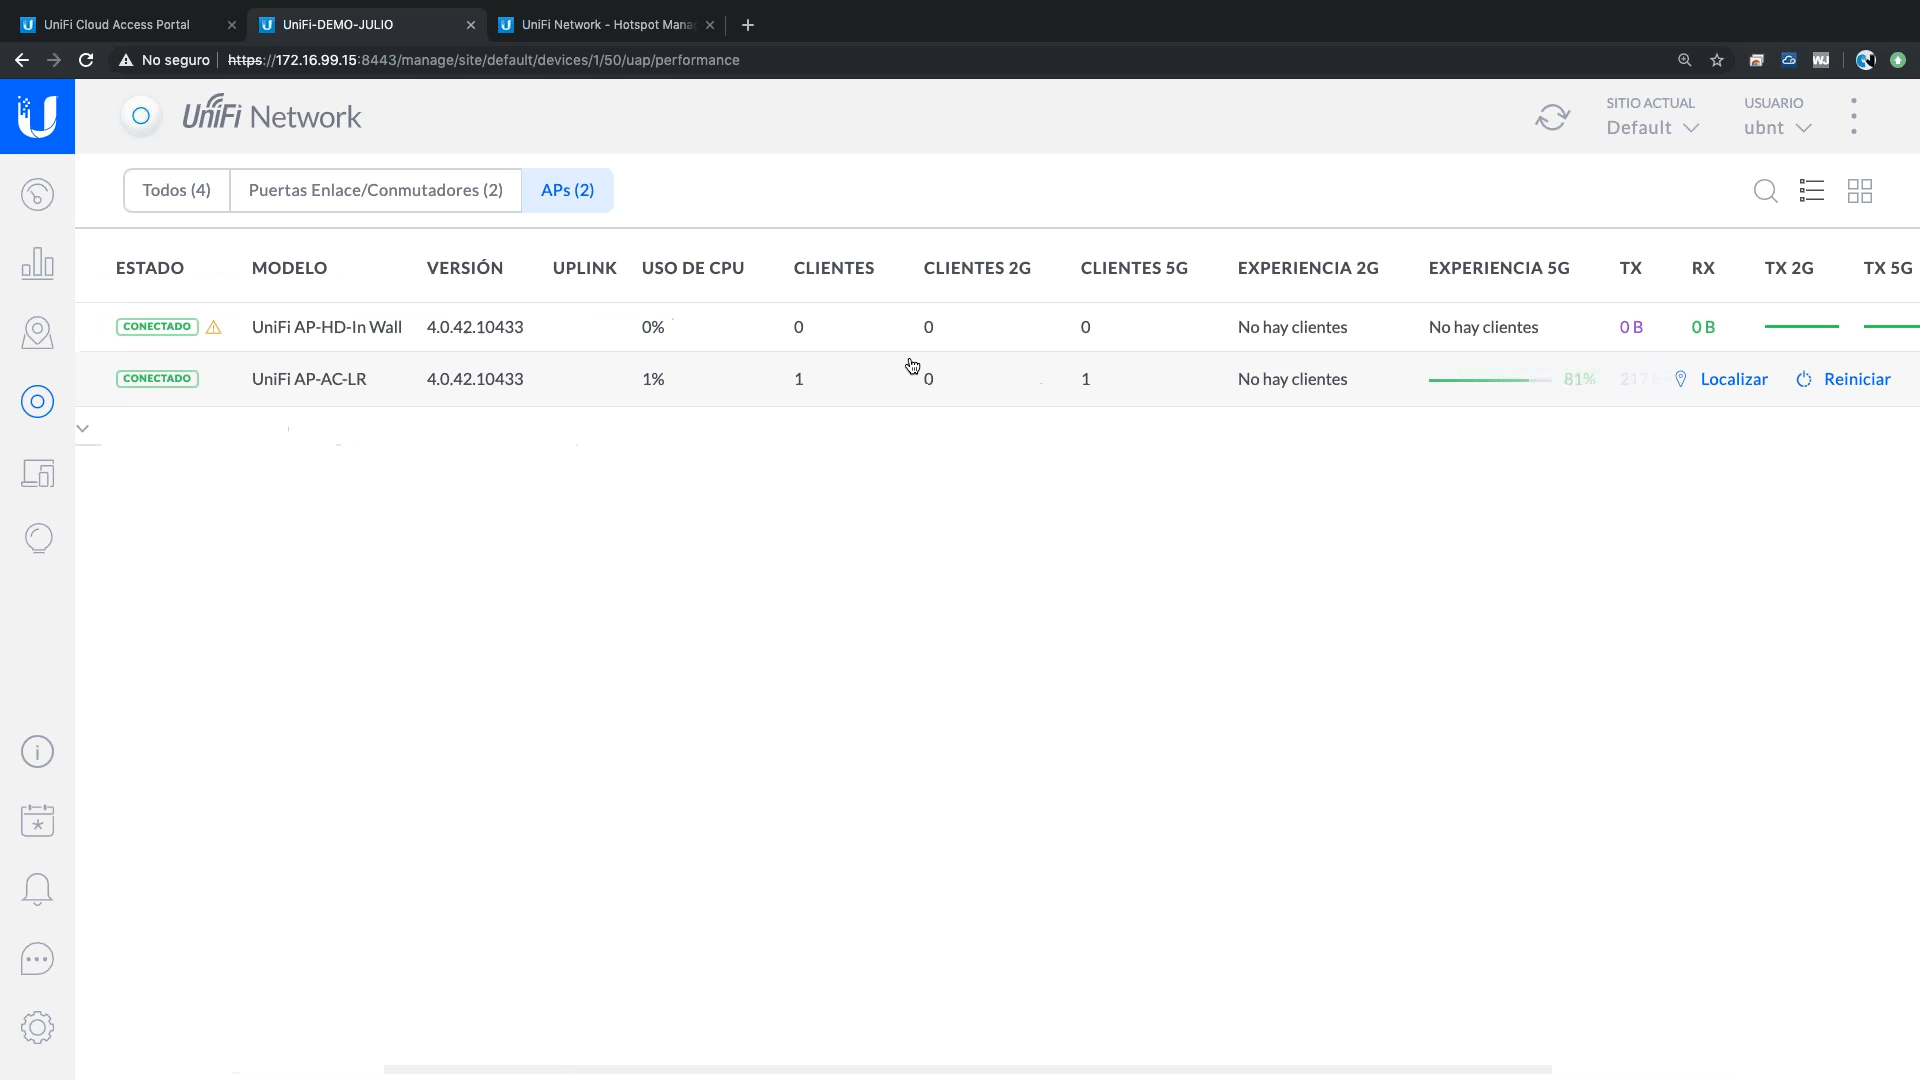 UniFi Cloud Access Portal
UniFi-DEMO-JULIO
UniFi Network - Hotspot Mana
No seguro
https://172.16.99.15:8443/manage/site/default/devices/1/50/uap/performance
UniFi Network
SITIO ACTUAL
Default
USUARIO
ubnt
Todos (4)
Puertas Enlace/Conmutadores (2)
APs (2)
ESTADO MODELO VERSIÓN UPLINK USO DE CPU CLIENTES CLIENTES 2G CLIENTES 5G EXPERIENCIA 2G EXPERIENCIA 5G TX RX TX 2G TX 5G
CONECTADO UniFi AP-HD-In Wall 4.0.42.10433 0% 0 0 0 No hay clientes No hay clientes 0 B 0 B
CONECTADO UniFi AP-AC-LR 4.0.42.10433 1% 1 0 1 No hay clientes 81% Localizar Reiniciar